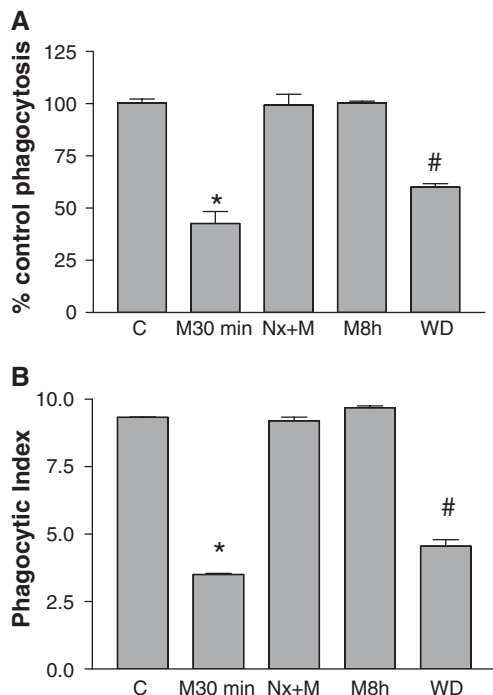 A
% control phagocytosis
125
100
75
50
25
0
*
#
C M30 min Nx+M M8h WD
B
Phagocytic Index
10.0
7.5
5.0
2.5
0.0
*
#
C M30 min Nx+M M8h WD